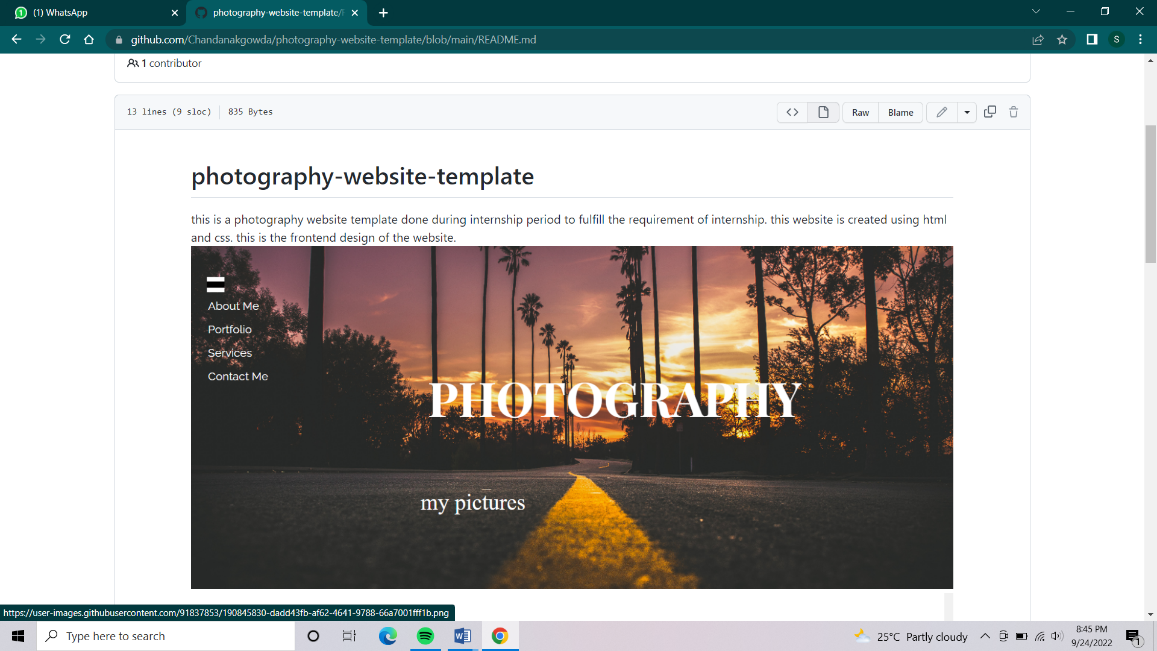 (1) WhatsApp
photography-website-template/
github.com/Chandanakgowda/photography-website-template/blob/main/README.md
S
1 contributor
13 lines (9 sloc) 835 Bytes
<> Raw Blame
photography-website-template
this is a photography website template done during internship period to fulfill the requirement of internship. this website is created using html
and css. this is the frontend design of the website.
About Me
Portfolio
Services
Contact Me
PHOTOGRAPHY
my pictures
https://user-images.githubusercontent.com/91837853/190845830-dadd43fb-af62-4641-9788-66a7001fff1b.png
Type here to search
25°C Partly cloudy
8:45 PM
9/24/2022
1